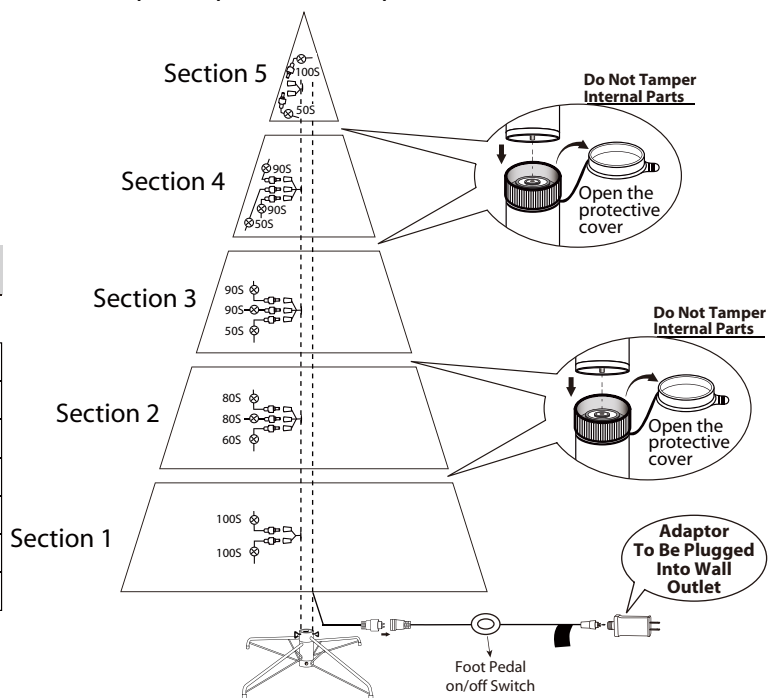 Section 5
100S
50S
Do Not Tamper
Internal Parts
Open the
protective
cover
Section 4
90S
90S
50S
Section 3
90S
90S
50S
Do Not Tamper
Internal Parts
Open the
protective
cover
Section 2
80S
80S
60S
Section 1
100S
100S
Adaptor
To Be Plugged
Into Wall
Outlet
Foot Pedal
on/off Switch